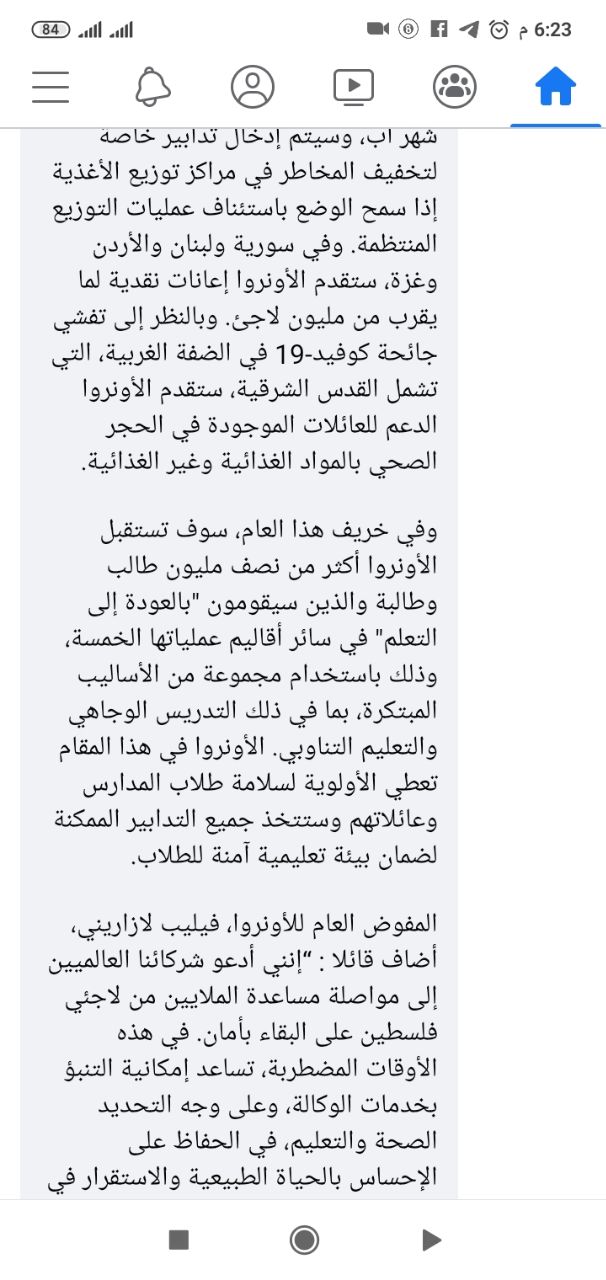 84
6:23 م
شهر آب، وسيتم إدخال تدابير خاصة
لتخفيف المخاطر في مراكز توزيع الأغذية
إذا سمح الوضع باستئناف عمليات التوزيع
المنتظمة. وفي سورية ولبنان والأردن
وغزة، ستقدم الأونروا إعانات نقدية لما
يقرب من مليون لاجئ. وبالنظر إلى تفشي
جائحة كوفيد-19 في الضفة الغربية، التي
تشمل القدس الشرقية، ستقدم الأونروا
الدعم للعائلات الموجودة في الحجر
الصحي بالمواد الغذائية وغير الغذائية.
وفي خريف هذا العام، سوف تستقبل
الأونروا أكثر من نصف مليون طالب
وطالبة والذين سيقومون "بالعودة إلى
التعلم" في سائر أقاليم عملياتها الخمسة،
وذلك باستخدام مجموعة من الأساليب
المبتكرة، بما في ذلك التدريس الوجاهي
والتعليم التناوبي. الأونروا في هذا المقام
تعطي الأولوية لسلامة طلاب المدارس
وعائلاتهم وستتخذ جميع التدابير الممكنة
لضمان بيئة تعليمية آمنة للطلاب.
المفوض العام للأونروا، فيليب لازاريني،
أضاف قائلا : “إنني أدعو شركائنا العالميين
إلى مواصلة مساعدة الملايين من لاجئي
فلسطين على البقاء بأمان. في هذه
الأوقات المضطربة، تساعد إمكانية التنبؤ
بخدمات الوكالة، وعلى وجه التحديد
الصحة والتعليم، في الحفاظ على
الإحساس بالحياة الطبيعية والاستقرار في